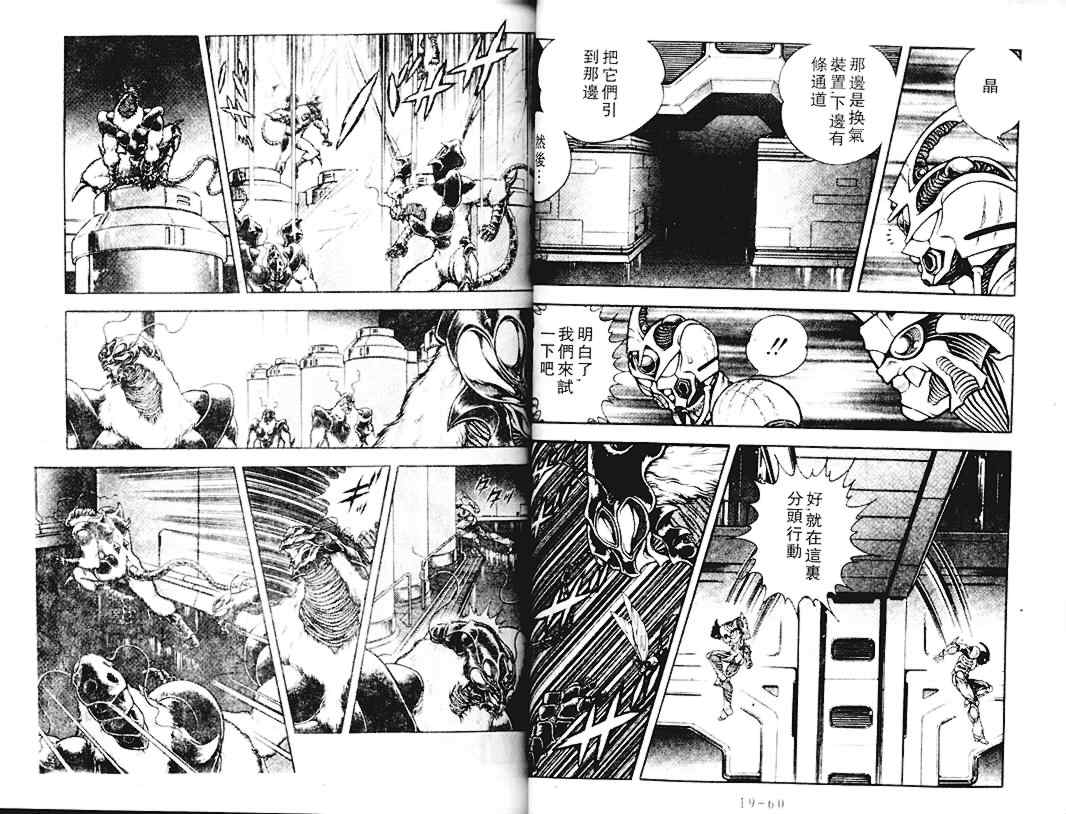 晶
那邊是換氣
裝置，下邊有
條通道
把它們引
到那邊
然後…
!!
明白了，
我們來試
一下吧
好，就在這裏
分頭行動
19-60